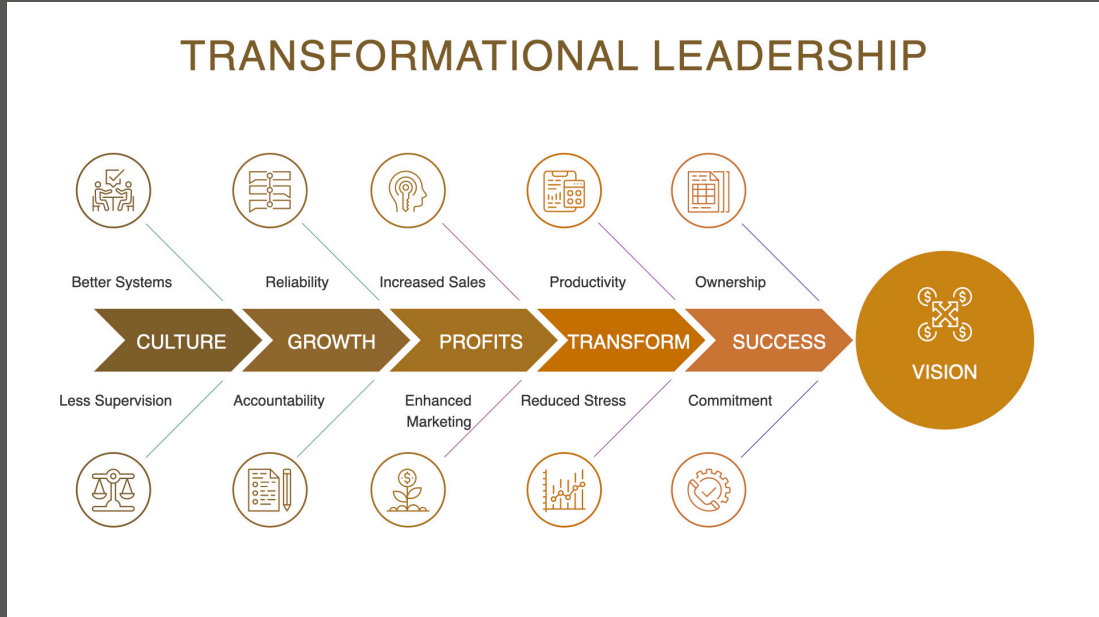 TRANSFORMATIONAL LEADERSHIP
Better Systems
Reliability
Increased Sales
Productivity
Ownership
CULTURE
GROWTH
PROFITS
TRANSFORM
SUCCESS
VISION
Less Supervision
Accountability
Enhanced
Marketing
Reduced Stress
Commitment